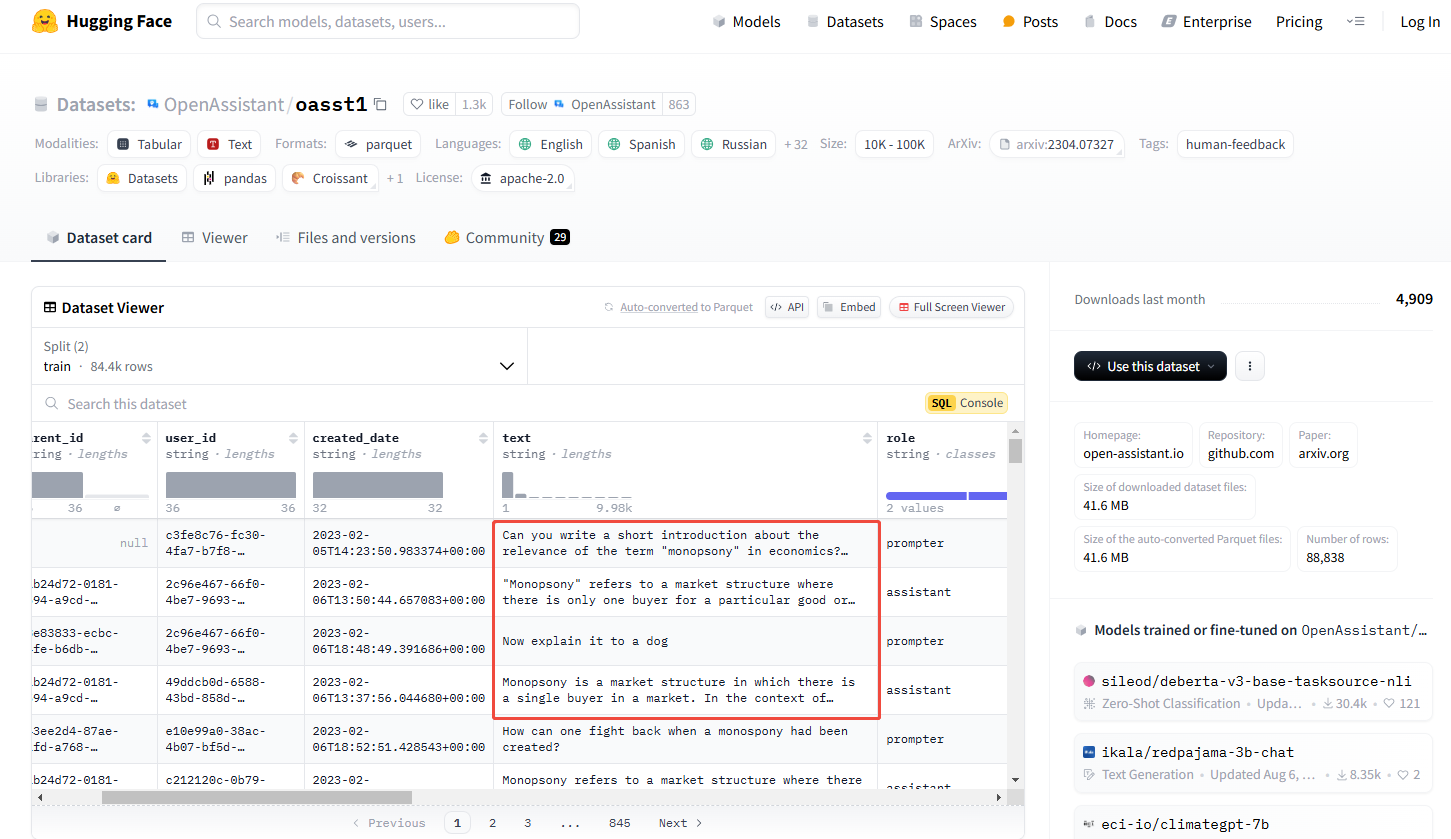 Hugging Face
Search models, datasets, users...
Models
Datasets
Spaces
Posts
Docs
Enterprise
Pricing
Log In
Datasets: OpenAssistant/oasst1
like 1.3k
Follow OpenAssistant 863
Modalities: Tabular Text Formats: parquet Languages: English Spanish Russian + 32 Size: 10K - 100K ArXiv: arxiv:2304.07327 Tags: human-feedback
Libraries: Datasets pandas Croissant + 1 License: apache-2.0
Dataset card
Viewer
Files and versions
Community 29
Dataset Viewer
Auto-converted to Parquet
API
Embed
Full Screen Viewer
Split (2)
train · 84.4k rows
Search this dataset
SQL Console
rent_id user_id created_date text role
ring · lengths string · lengths string · lengths string · lengths string · classes
36 ∅ 36 36 32 32 1 9.98k 2 values
null
c3fe8c76-fc30-
4fa7-b7f8-…
2023-02-
05T14:23:50.983374+00:00
Can you write a short introduction about the
relevance of the term "monopsony" in economics?…
prompter
b24d72-0181-
94-a9cd-…
2c96e467-66f0-
4be7-9693-…
2023-02-
06T13:50:44.657083+00:00
"Monopsony" refers to a market structure where
there is only one buyer for a particular good or…
assistant
e83833-ecbc-
fe-b6db-…
2c96e467-66f0-
4be7-9693-…
2023-02-
06T18:48:49.391686+00:00
Now explain it to a dog
prompter
b24d72-0181-
94-a9cd-…
49ddcb0d-6588-
43bd-858d-…
2023-02-
06T13:37:56.044680+00:00
Monopsony is a market structure in which there is
a single buyer in a market. In the context of…
assistant
3ee2d4-87ae-
fd-a768-…
e10e99a0-38ac-
4b07-bf5d-…
2023-02-
06T18:52:51.428543+00:00
How can one fight back when a monospony had been
created?
prompter
b24d72-0181-
c212120c-0b79-
2023-02-
Monopsony refers to a market structure where there
assistant
Previous 1 2 3 ... 845 Next
Downloads last month
4,909
Use this dataset
Homepage:
open-assistant.io
Repository:
github.com
Paper:
arxiv.org
Size of downloaded dataset files:
41.6 MB
Size of the auto-converted Parquet files:
41.6 MB
Number of rows:
88,838
Models trained or fine-tuned on OpenAssistant/…
sileod/deberta-v3-base-tasksource-nli
Zero-Shot Classification • Upda… • 30.4k • 121
ikala/redpajama-3b-chat
Text Generation • Updated Aug 6, … • 8.35k • 2
eci-io/climategpt-7b